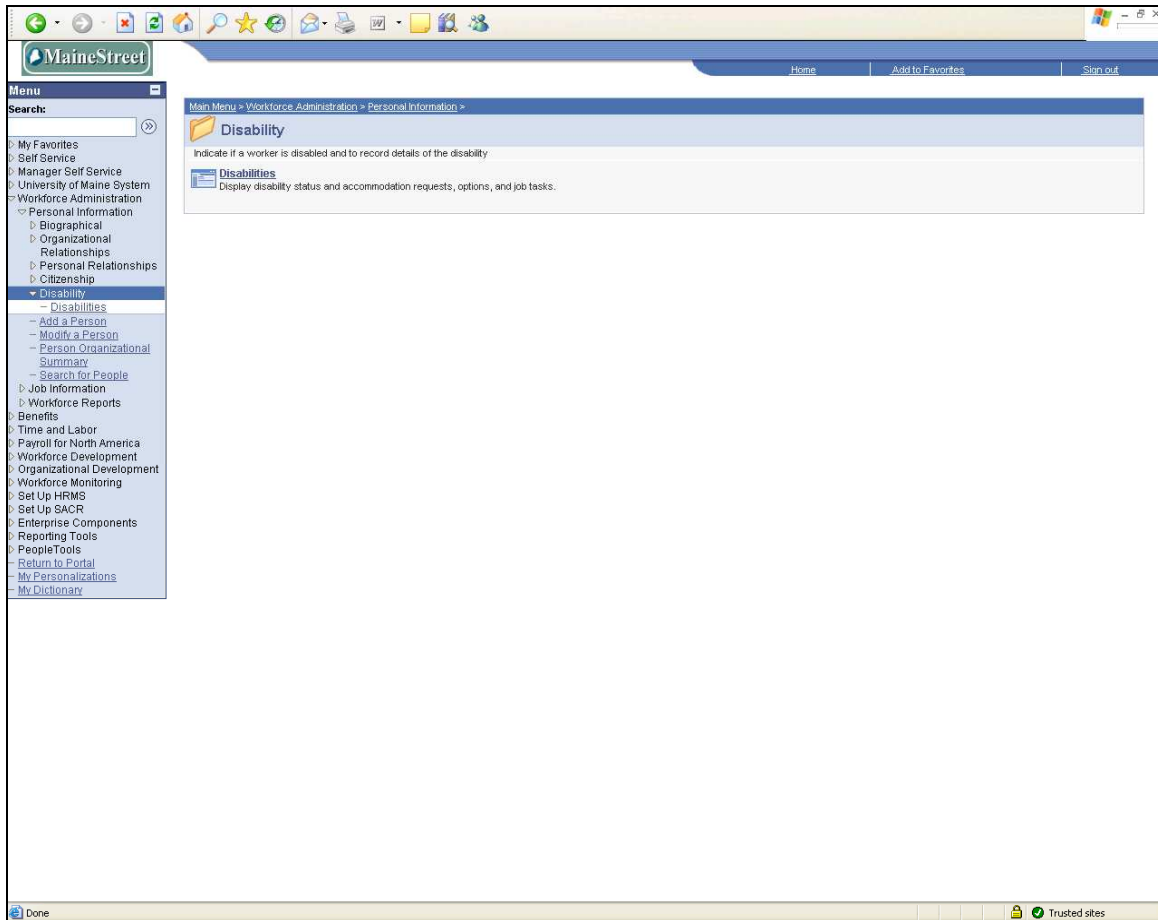 MaineStreet
Home
Add to Favorites
Sign out
Menu
Search:
My Favorites
Self Service
Manager Self Service
University of Maine System
Workforce Administration
Personal Information
Biographical
Organizational
Relationships
Personal Relationships
Citizenship
Disability
– Disabilities
– Add a Person
– Modify a Person
– Person Organizational
Summary
– Search for People
Job Information
Workforce Reports
Benefits
Time and Labor
Payroll for North America
Workforce Development
Organizational Development
Workforce Monitoring
Set Up HRMS
Set Up SACR
Enterprise Components
Reporting Tools
PeopleTools
– Return to Portal
– My Personalizations
– My Dictionary
Main Menu > Workforce Administration > Personal Information >
Disability
Indicate if a worker is disabled and to record details of the disability
Disabilities
Display disability status and accommodation requests, options, and job tasks.
Done
Trusted sites